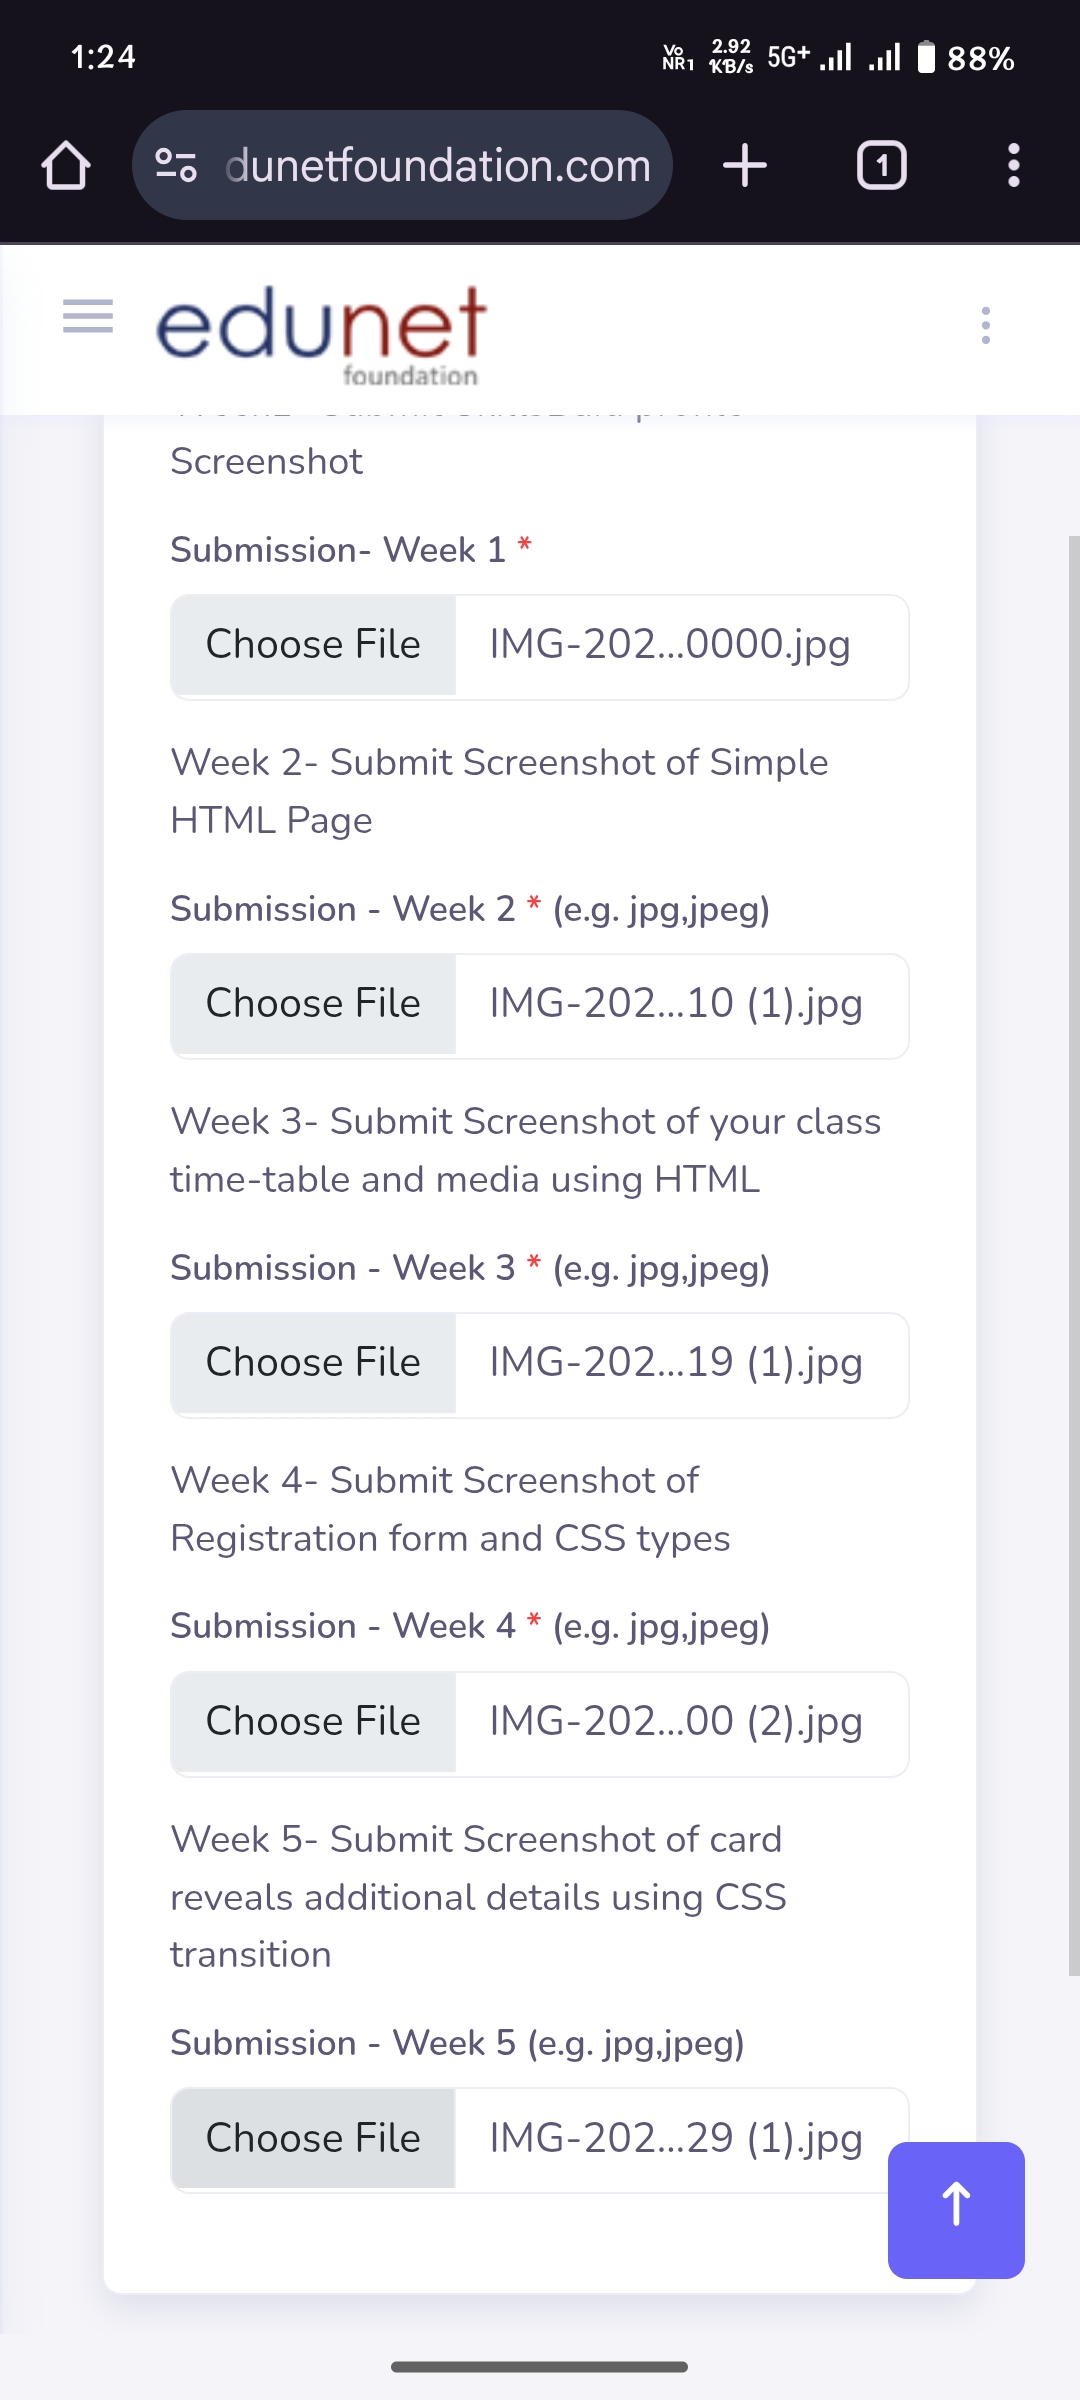 1:24
Vo
NR1
2.92
KB/s
5G+
88%
dunetfoundation.com
1
edunet
foundation
Screenshot
Submission- Week 1 *
Choose File IMG-202...0000.jpg
Week 2- Submit Screenshot of Simple
HTML Page
Submission - Week 2 * (e.g. jpg,jpeg)
Choose File IMG-202...10 (1).jpg
Week 3- Submit Screenshot of your class
time-table and media using HTML
Submission - Week 3 * (e.g. jpg,jpeg)
Choose File IMG-202...19 (1).jpg
Week 4- Submit Screenshot of
Registration form and CSS types
Submission - Week 4 * (e.g. jpg,jpeg)
Choose File IMG-202...00 (2).jpg
Week 5- Submit Screenshot of card
reveals additional details using CSS
transition
Submission - Week 5 (e.g. jpg,jpeg)
Choose File IMG-202...29 (1).jpg